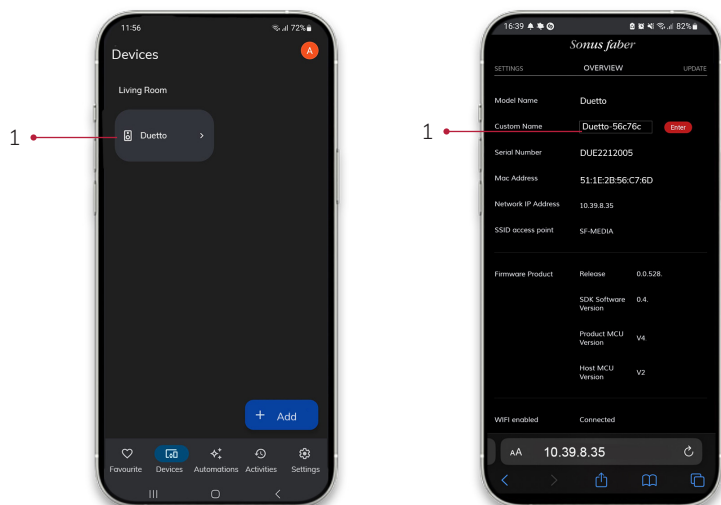 11:56
72%
Devices
A
Living Room
1
Duetto
+ Add
Favourite
Devices
Automations
Activities
Settings
16:39
82%
Sonus faber
SETTINGS
OVERVIEW
UPDATE
Model Name
Duetto
1
Custom Name
Duetto-56c76c
Enter
Serial Number
DUE2212005
Mac Address
51:1E:2B:56:C7:6D
Network IP Address
10.39.8.35
SSID access point
SF-MEDIA
Firmware Product
Release
0.0.528.
SDK Software
Version
0.4.
Product MCU
Version
V4
Host MCU
Version
V2
WIFI enabled
Connected
AA
10.39.8.35